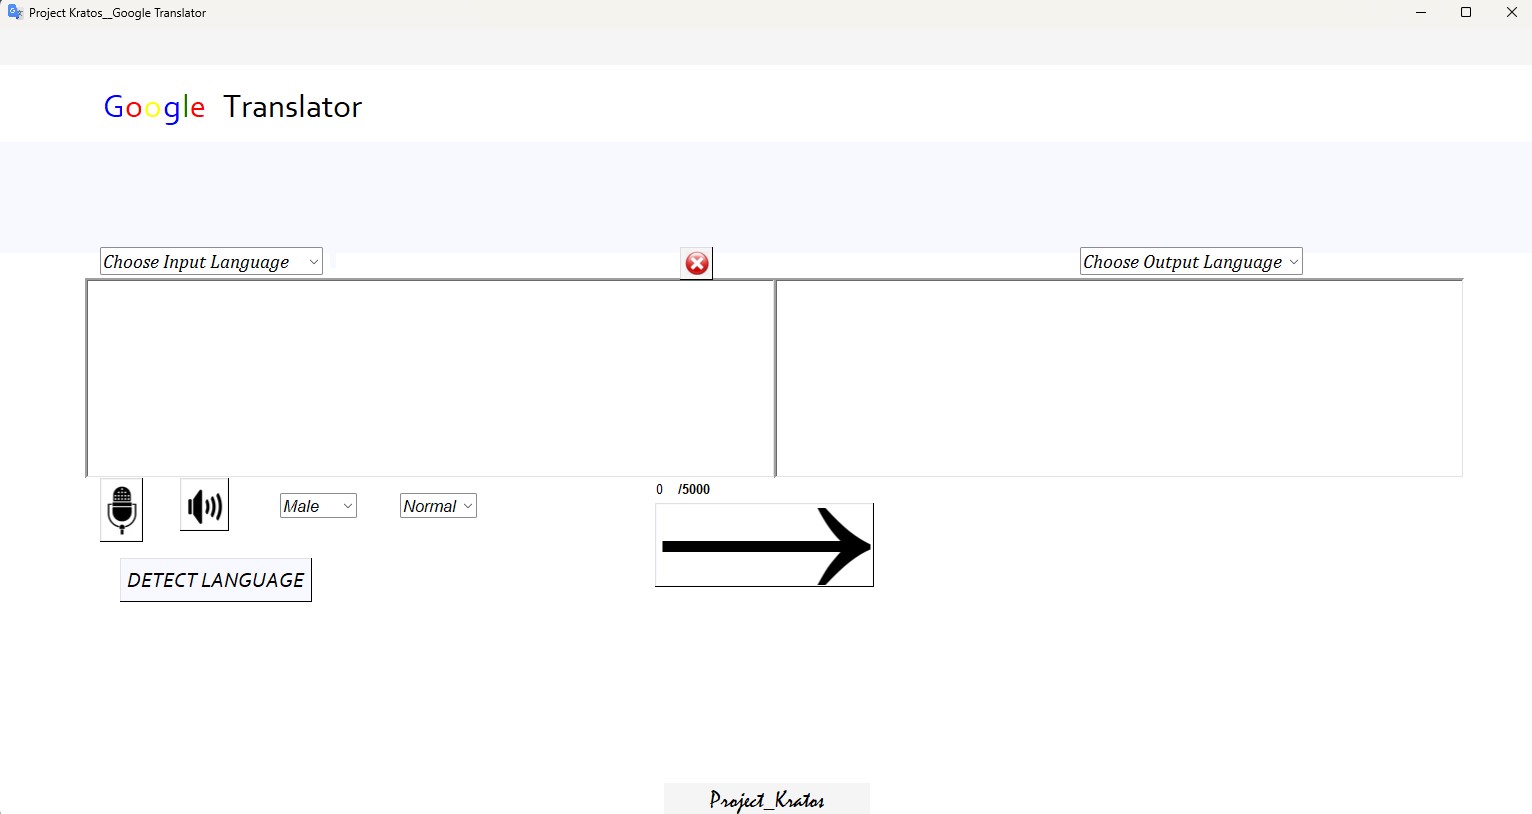 Project Kratos__Google Translator
Google Translator
Choose Input Language
Choose Output Language
0 /5000
Male
Normal
DETECT LANGUAGE
Project_Kratos